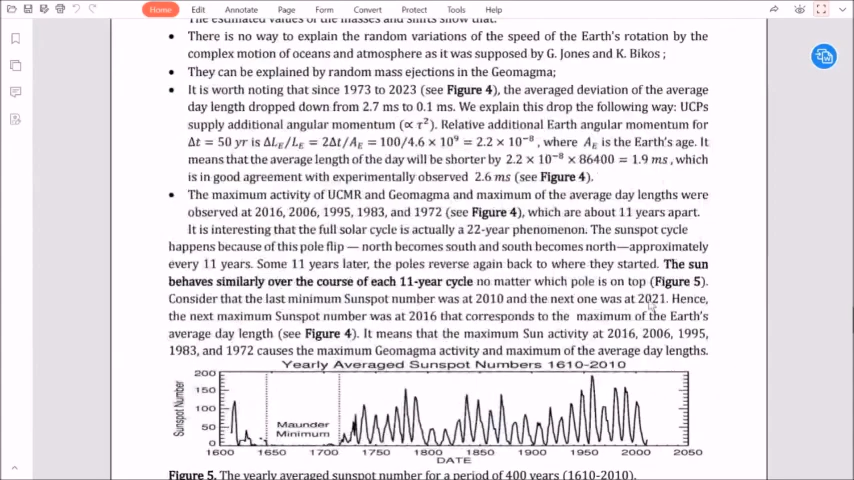 Home Edit Annotate Page Form Convert Protect Tools View
The estimated values of the masses and shifts show that:
• There is no way to explain the random variations of the speed of the Earth's rotation by the
complex motion of oceans and atmosphere as it was supposed by G. Jones and K. Bikos ;
• They can be explained by random mass ejections in the Geomagma;
• It is worth noting that since 1973 to 2023 (see Figure 4), the averaged deviation of the average
day length dropped down from 2.7 ms to 0.1 ms. We explain this drop the following way: UCPs
supply additional angular momentum (∝ τ²). Relative additional Earth angular momentum for
Δt = 50 yr is ΔL_E/L_E = 2Δt/A_E = 100/4.6 × 10⁹ = 2.2 × 10⁻⁸ , where A_E is the Earth's age. It
means that the average length of the day will be shorter by 2.2 × 10⁻⁸ × 86400 = 1.9 ms, which
is in good agreement with experimentally observed 2.6 ms (see Figure 4).
• The maximum activity of UCMR and Geomagma and maximum of the average day lengths were
observed at 2016, 2006, 1995, 1983, and 1972 (see Figure 4), which are about 11 years apart.
It is interesting that the full solar cycle is actually a 22-year phenomenon. The sunspot cycle
happens because of this pole flip — north becomes south and south becomes north—approximately
every 11 years. Some 11 years later, the poles reverse again back to where they started. The sun
behaves similarly over the course of each 11-year cycle no matter which pole is on top (Figure 5).
Consider that the last minimum Sunspot number was at 2010 and the next one was at 2021. Hence,
the next maximum Sunspot number was at 2016 that corresponds to the maximum of the Earth's
average day length (see Figure 4). It means that the maximum Sun activity at 2016, 2006, 1995,
1983, and 1972 causes the maximum Geomagma activity and maximum of the average day lengths.
Yearly Averaged Sunspot Numbers 1610-2010
Sunspot Number
200
150
100
50
0
Maunder
Minimum
1600 1650 1700 1750 1800 1850 1900 1950 2000 2050
DATE
Figure 5. The yearly averaged sunspot number for a period of 400 years (1610-2010).